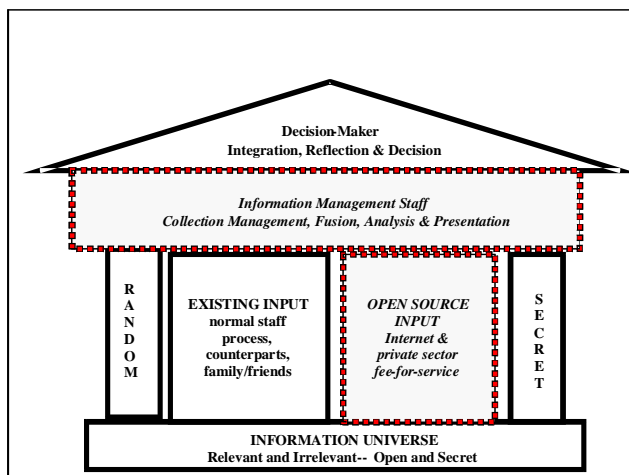 Decision-Maker
Integration, Reflection & Decision
Information Management Staff
Collection Management, Fusion, Analysis & Presentation
RANDOM
EXISTING INPUT
normal staff
process,
counterparts,
family/friends
OPEN SOURCE
INPUT
Internet &
private sector
fee-for-service
SECRET
INFORMATION UNIVERSE
Relevant and Irrelevant-- Open and Secret